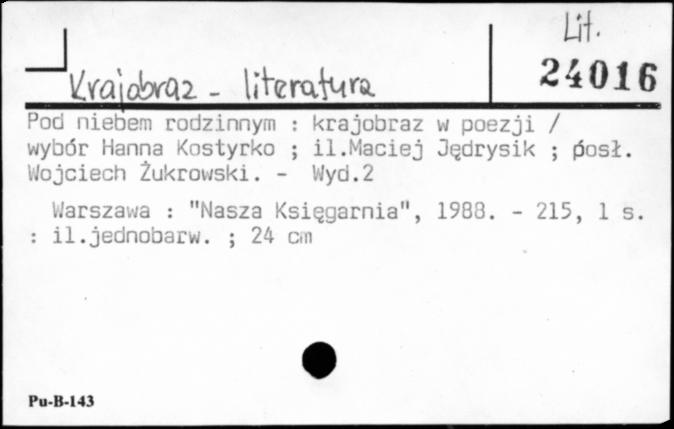 Lit.
Krajobraz - literatura
24016
Pod niebem rodzinnym : krajobraz w poezji /
wybór Hanna Kostyrko ; il.Maciej Jędrysik ; posł.
Wojciech Żukrowski. - Wyd.2
Warszawa : "Nasza Księgarnia", 1988. - 215, 1 s.
: il.jednobarw. ; 24 cm
Pu-B-143